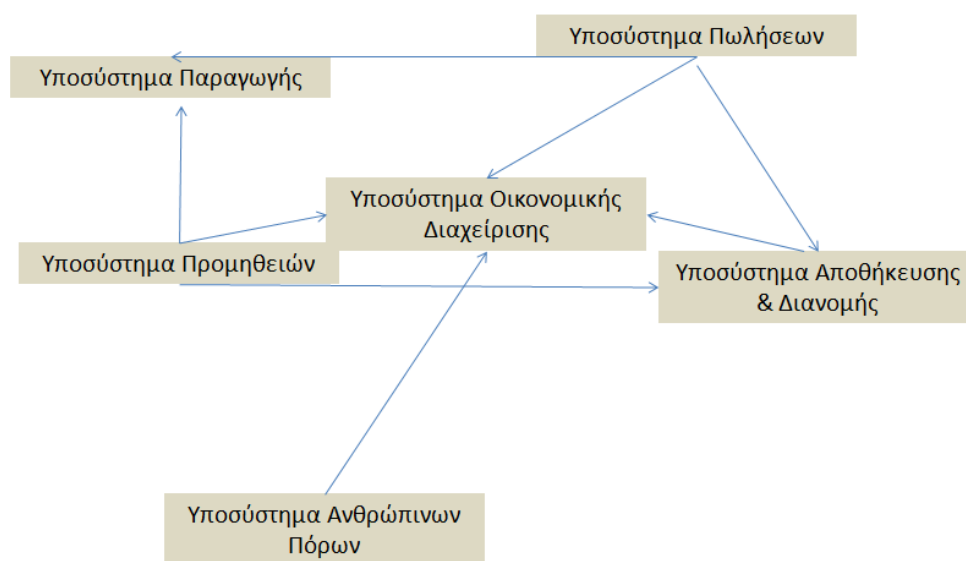 Υποσύστημα Πωλήσεων
Υποσύστημα Παραγωγής
Υποσύστημα Οικονομικής
Διαχείρισης
Υποσύστημα Προμηθειών
Υποσύστημα Αποθήκευσης
& Διανομής
Υποσύστημα Ανθρώπινων
Πόρων